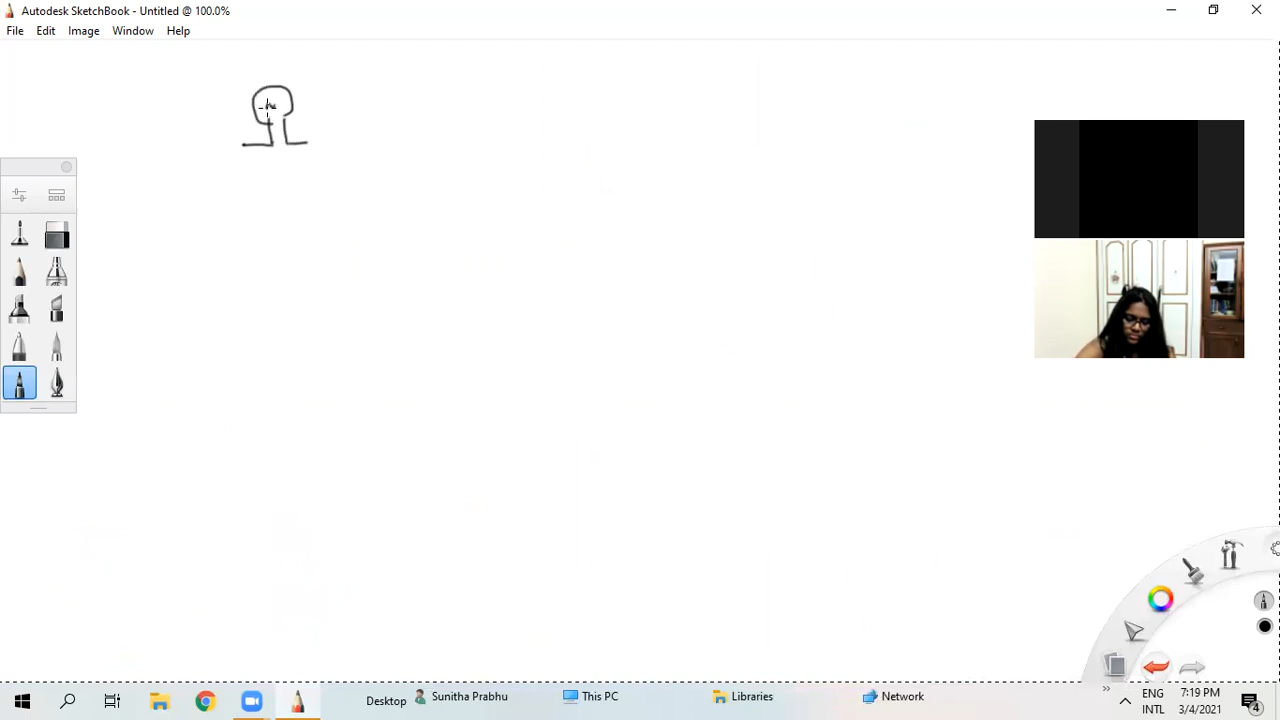 Autodesk SketchBook - Untitled @ 100.0%
File Edit Image Window Help
Desktop Sunitha Prabhu This PC Libraries Network
ENG
INTL
7:19 PM
3/4/2021
4